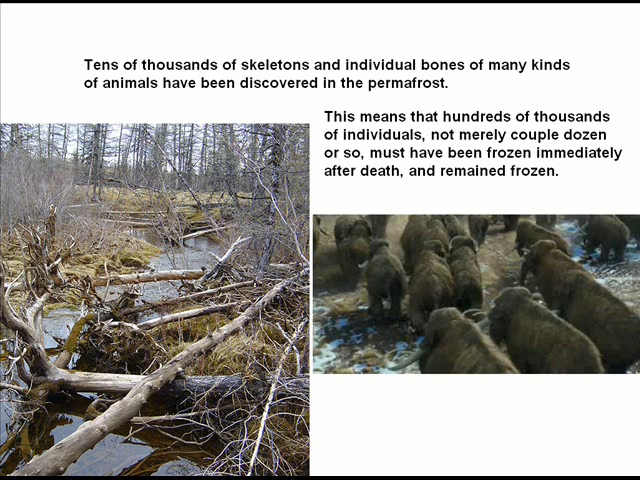 Tens of thousands of skeletons and individual bones of many kinds
of animals have been discovered in the permafrost.
This means that hundreds of thousands
of individuals, not merely couple dozen
or so, must have been frozen immediately
after death, and remained frozen.